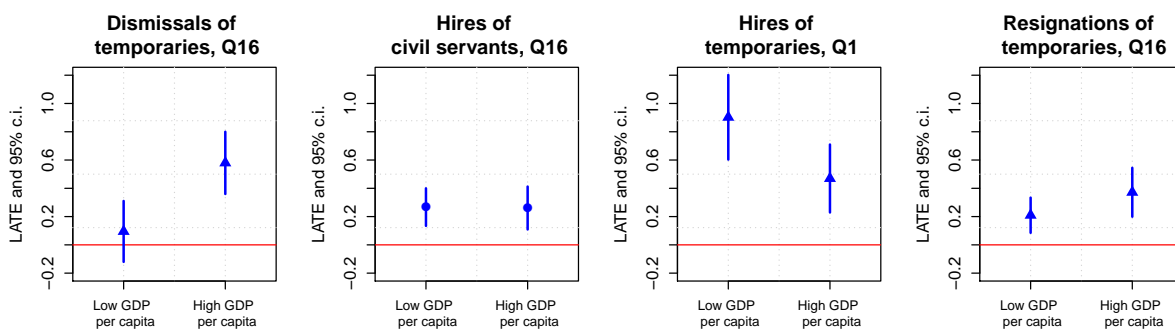 Dismissals of
temporaries, Q16
LATE and 95% c.i.
1.0
0.6
0.2
−0.2
Low GDP
per capita
High GDP
per capita
Hires of
civil servants, Q16
LATE and 95% c.i.
1.0
0.6
0.2
−0.2
Low GDP
per capita
High GDP
per capita
Hires of
temporaries, Q1
LATE and 95% c.i.
1.0
0.6
0.2
−0.2
Low GDP
per capita
High GDP
per capita
Resignations of
temporaries, Q16
LATE and 95% c.i.
1.0
0.6
0.2
−0.2
Low GDP
per capita
High GDP
per capita